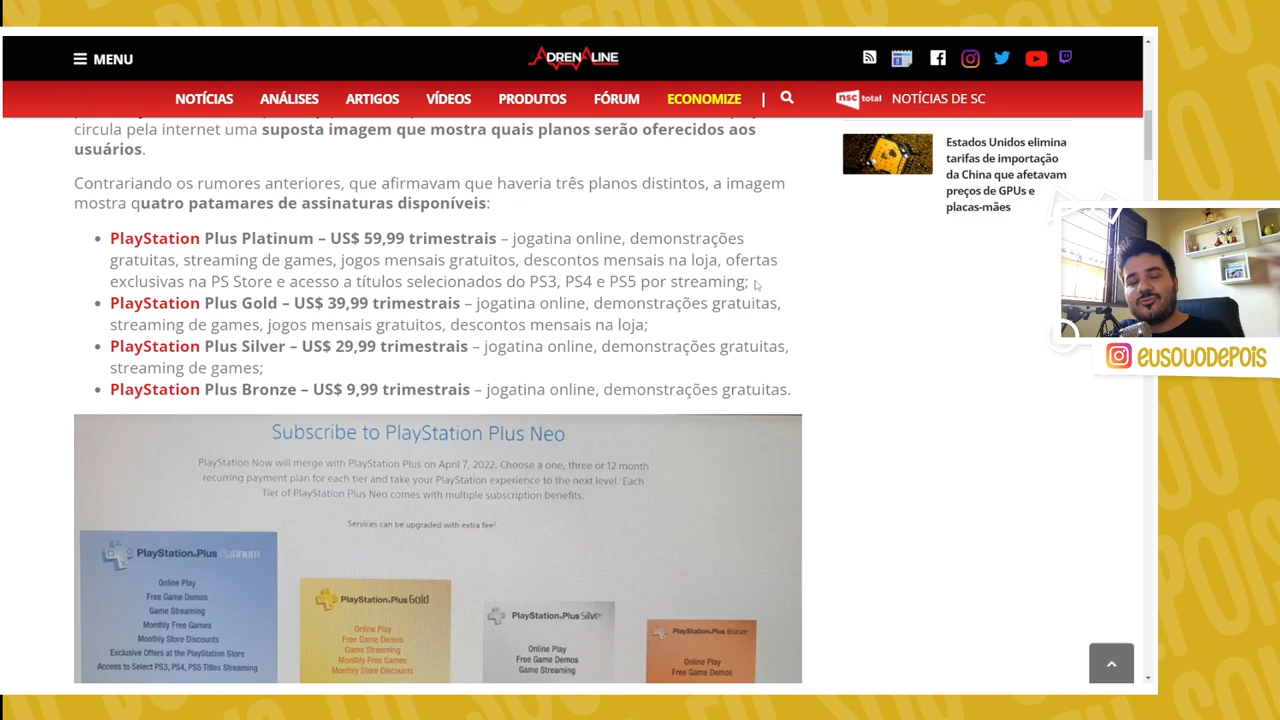 MENU
ADRENALINE
NOTÍCIAS ANÁLISES ARTIGOS VÍDEOS PRODUTOS FÓRUM ECONOMIZE | nsc total NOTÍCIAS DE SC
circula pela internet uma suposta imagem que mostra quais planos serão oferecidos aos
usuários.
Contrariando os rumores anteriores, que afirmavam que haveria três planos distintos, a imagem
mostra quatro patamares de assinaturas disponíveis:
• PlayStation Plus Platinum – US$ 59,99 trimestrais – jogatina online, demonstrações
gratuitas, streaming de games, jogos mensais gratuitos, descontos mensais na loja, ofertas
exclusivas na PS Store e acesso a títulos selecionados do PS3, PS4 e PS5 por streaming;
• PlayStation Plus Gold – US$ 39,99 trimestrais – jogatina online, demonstrações gratuitas,
streaming de games, jogos mensais gratuitos, descontos mensais na loja;
• PlayStation Plus Silver – US$ 29,99 trimestrais – jogatina online, demonstrações gratuitas,
streaming de games;
• PlayStation Plus Bronze – US$ 9,99 trimestrais – jogatina online, demonstrações gratuitas.
Estados Unidos elimina
tarifas de importação
da China que afetavam
preços de GPUs e
placas-mães
EUSOUODEPOIS
Subscribe to PlayStation Plus Neo
PlayStation Now will merge with PlayStation Plus on April 7, 2022. Choose a one, three or 12 month
recurring payment plan for each tier and take your PlayStation experience to the next level.¹Each
Tier of PlayStation Plus Neo comes with multiple subscription benefits.
Services can be upgraded with extra fee²
PlayStation Plus Platinum
Online Play
Free Game Demos
Game Streaming
Monthly Free Games
Monthly Store Discounts
Exclusive Offers at the PlayStation Store
Access to Select PS3, PS4, PS5 Titles Streaming
PlayStation Plus Gold
Online Play
Free Game Demos
Game Streaming
Monthly Free Games
Monthly Store Discounts
PlayStation Plus Silver
Online Play
Free Game Demos
Game Streaming
PlayStation Plus Bronze
Online Play
Free Game Demos